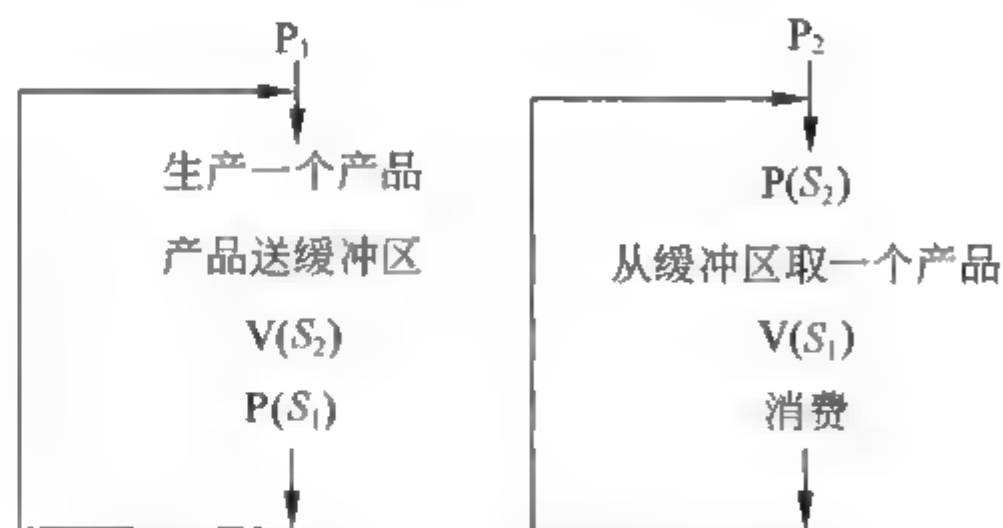 P₁
生产一个产品
产品送缓冲区
V(S₂)
P(S₁)
P₂
P(S₂)
从缓冲区取一个产品
V(S₁)
消费